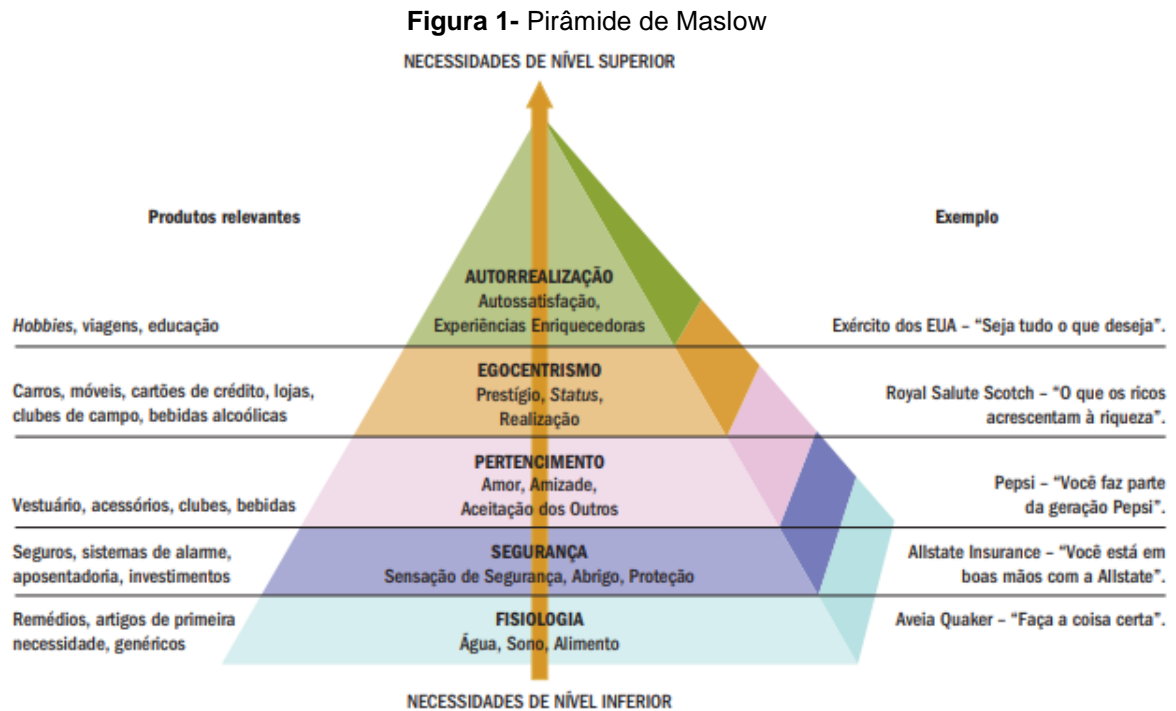 Figura 1- Pirâmide de Maslow
NECESSIDADES DE NÍVEL SUPERIOR
Produtos relevantes
Exemplo
AUTORREALIZAÇÃO
Autossatisfação,
Experiências Enriquecedoras
Hobbies, viagens, educação
Exército dos EUA – “Seja tudo o que deseja”.
EGOCENTRISMO
Prestígio, Status,
Realização
Carros, móveis, cartões de crédito, lojas,
clubes de campo, bebidas alcoólicas
Royal Salute Scotch – “O que os ricos
acrescentam à riqueza”.
PERTENCIMENTO
Amor, Amizade,
Aceitação dos Outros
Vestuário, acessórios, clubes, bebidas
Pepsi – “Você faz parte
da geração Pepsi”.
SEGURANÇA
Sensação de Segurança, Abrigo, Proteção
Seguros, sistemas de alarme,
aposentadoria, investimentos
Allstate Insurance – “Você está em
boas mãos com a Allstate”.
FISIOLOGIA
Água, Sono, Alimento
Remédios, artigos de primeira
necessidade, genéricos
Aveia Quaker – “Faça a coisa certa”.
NECESSIDADES DE NÍVEL INFERIOR